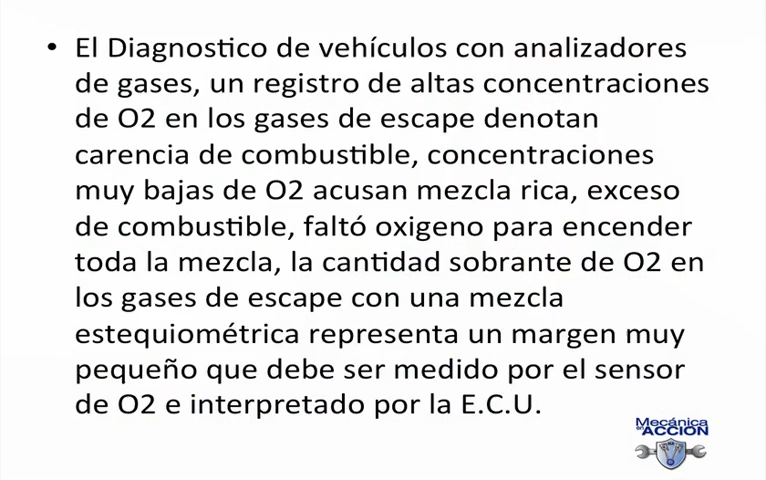 • El Diagnostico de vehículos con analizadores
de gases, un registro de altas concentraciones
de O2 en los gases de escape denotan
carencia de combustible, concentraciones
muy bajas de O2 acusan mezcla rica, exceso
de combustible, faltó oxigeno para encender
toda la mezcla, la cantidad sobrante de O2 en
los gases de escape con una mezcla
estequiométrica representa un margen muy
pequeño que debe ser medido por el sensor
de O2 e interpretado por la E.C.U.
Mecánica
en ACCIÓN